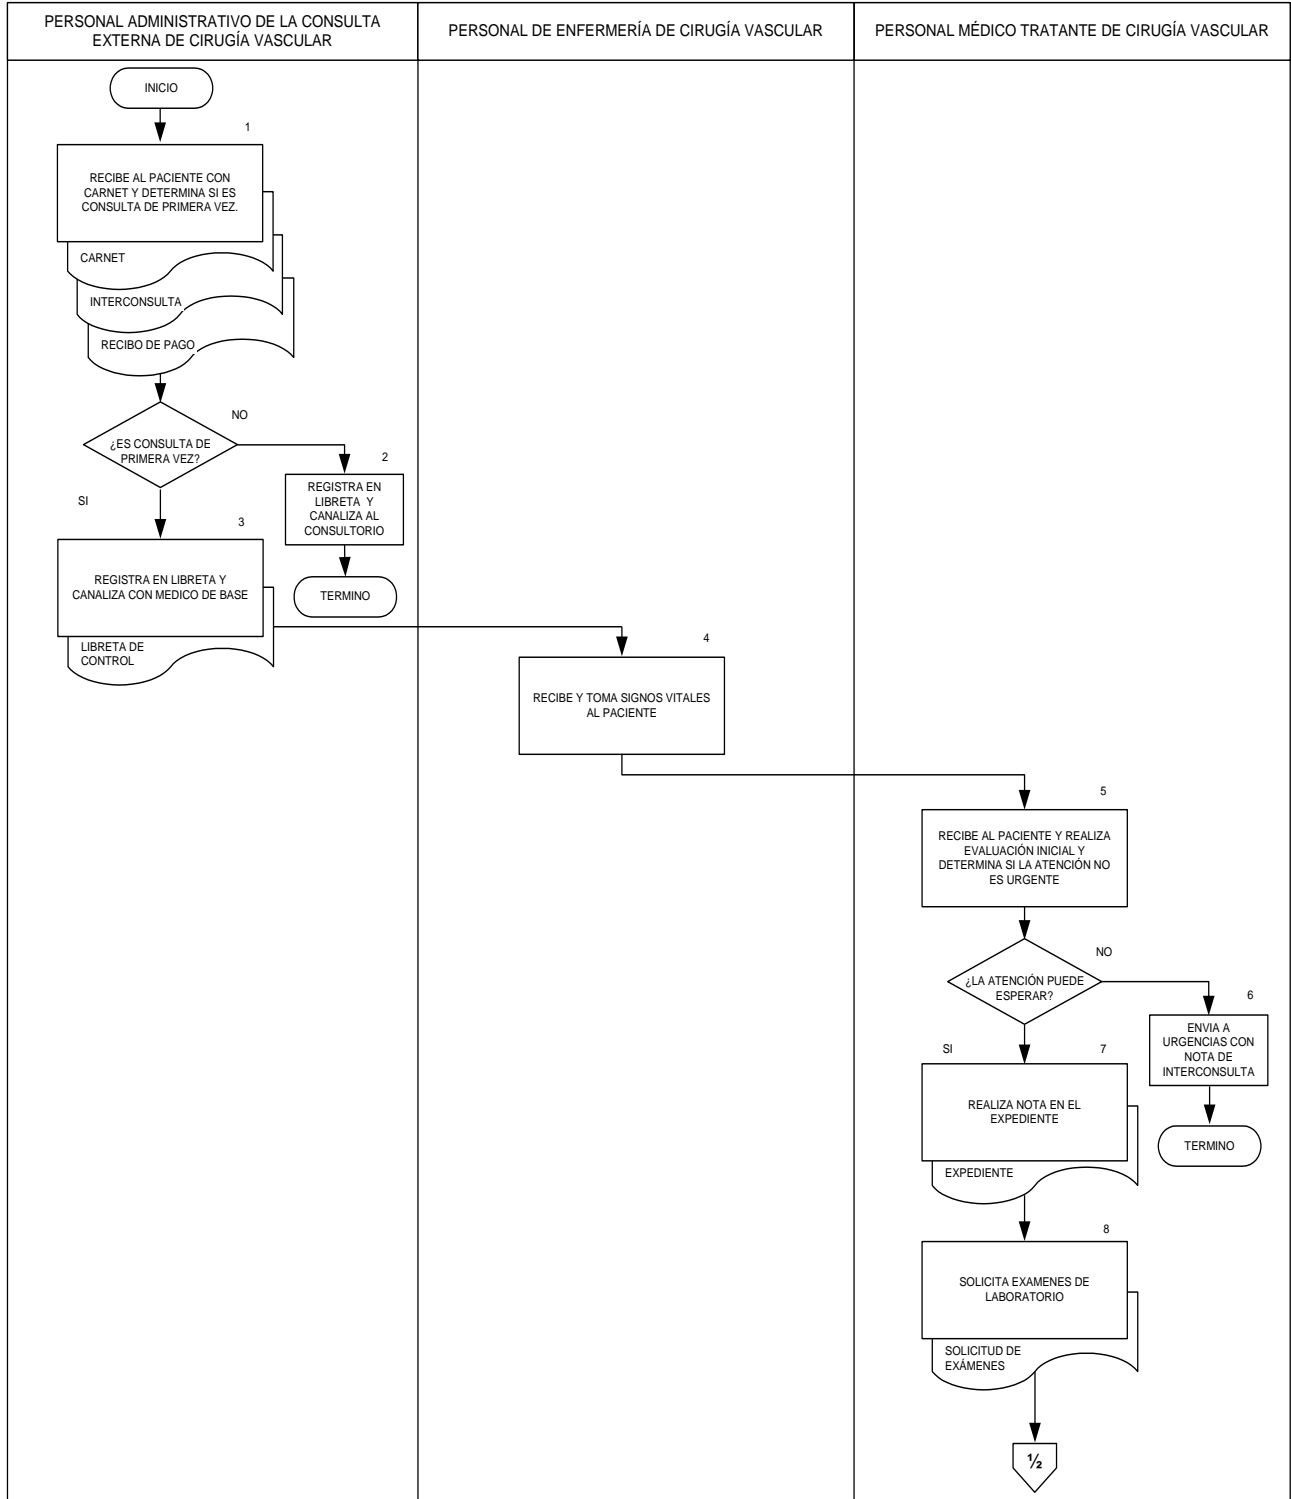 PERSONAL ADMINISTRATIVO DE LA CONSULTA
EXTERNA DE CIRUGÍA VASCULAR
PERSONAL DE ENFERMERÍA DE CIRUGÍA VASCULAR
PERSONAL MÉDICO TRATANTE DE CIRUGÍA VASCULAR
INICIO
1
RECIBE AL PACIENTE CON
CARNET Y DETERMINA SI ES
CONSULTA DE PRIMERA VEZ.
CARNET
INTERCONSULTA
RECIBO DE PAGO
¿ES CONSULTA DE
PRIMERA VEZ?
NO
2
REGISTRA EN
LIBRETA Y
CANALIZA AL
CONSULTORIO
TERMINO
SI
3
REGISTRA EN LIBRETA Y
CANALIZA CON MEDICO DE BASE
LIBRETA DE
CONTROL
4
RECIBE Y TOMA SIGNOS VITALES
AL PACIENTE
5
RECIBE AL PACIENTE Y REALIZA
EVALUACIÓN INICIAL Y
DETERMINA SI LA ATENCIÓN NO
ES URGENTE
¿LA ATENCIÓN PUEDE
ESPERAR?
NO
6
ENVIA A
URGENCIAS CON
NOTA DE
INTERCONSULTA
TERMINO
SI
7
REALIZA NOTA EN EL
EXPEDIENTE
EXPEDIENTE
8
SOLICITA EXAMENES DE
LABORATORIO
SOLICITUD DE
EXÁMENES
½